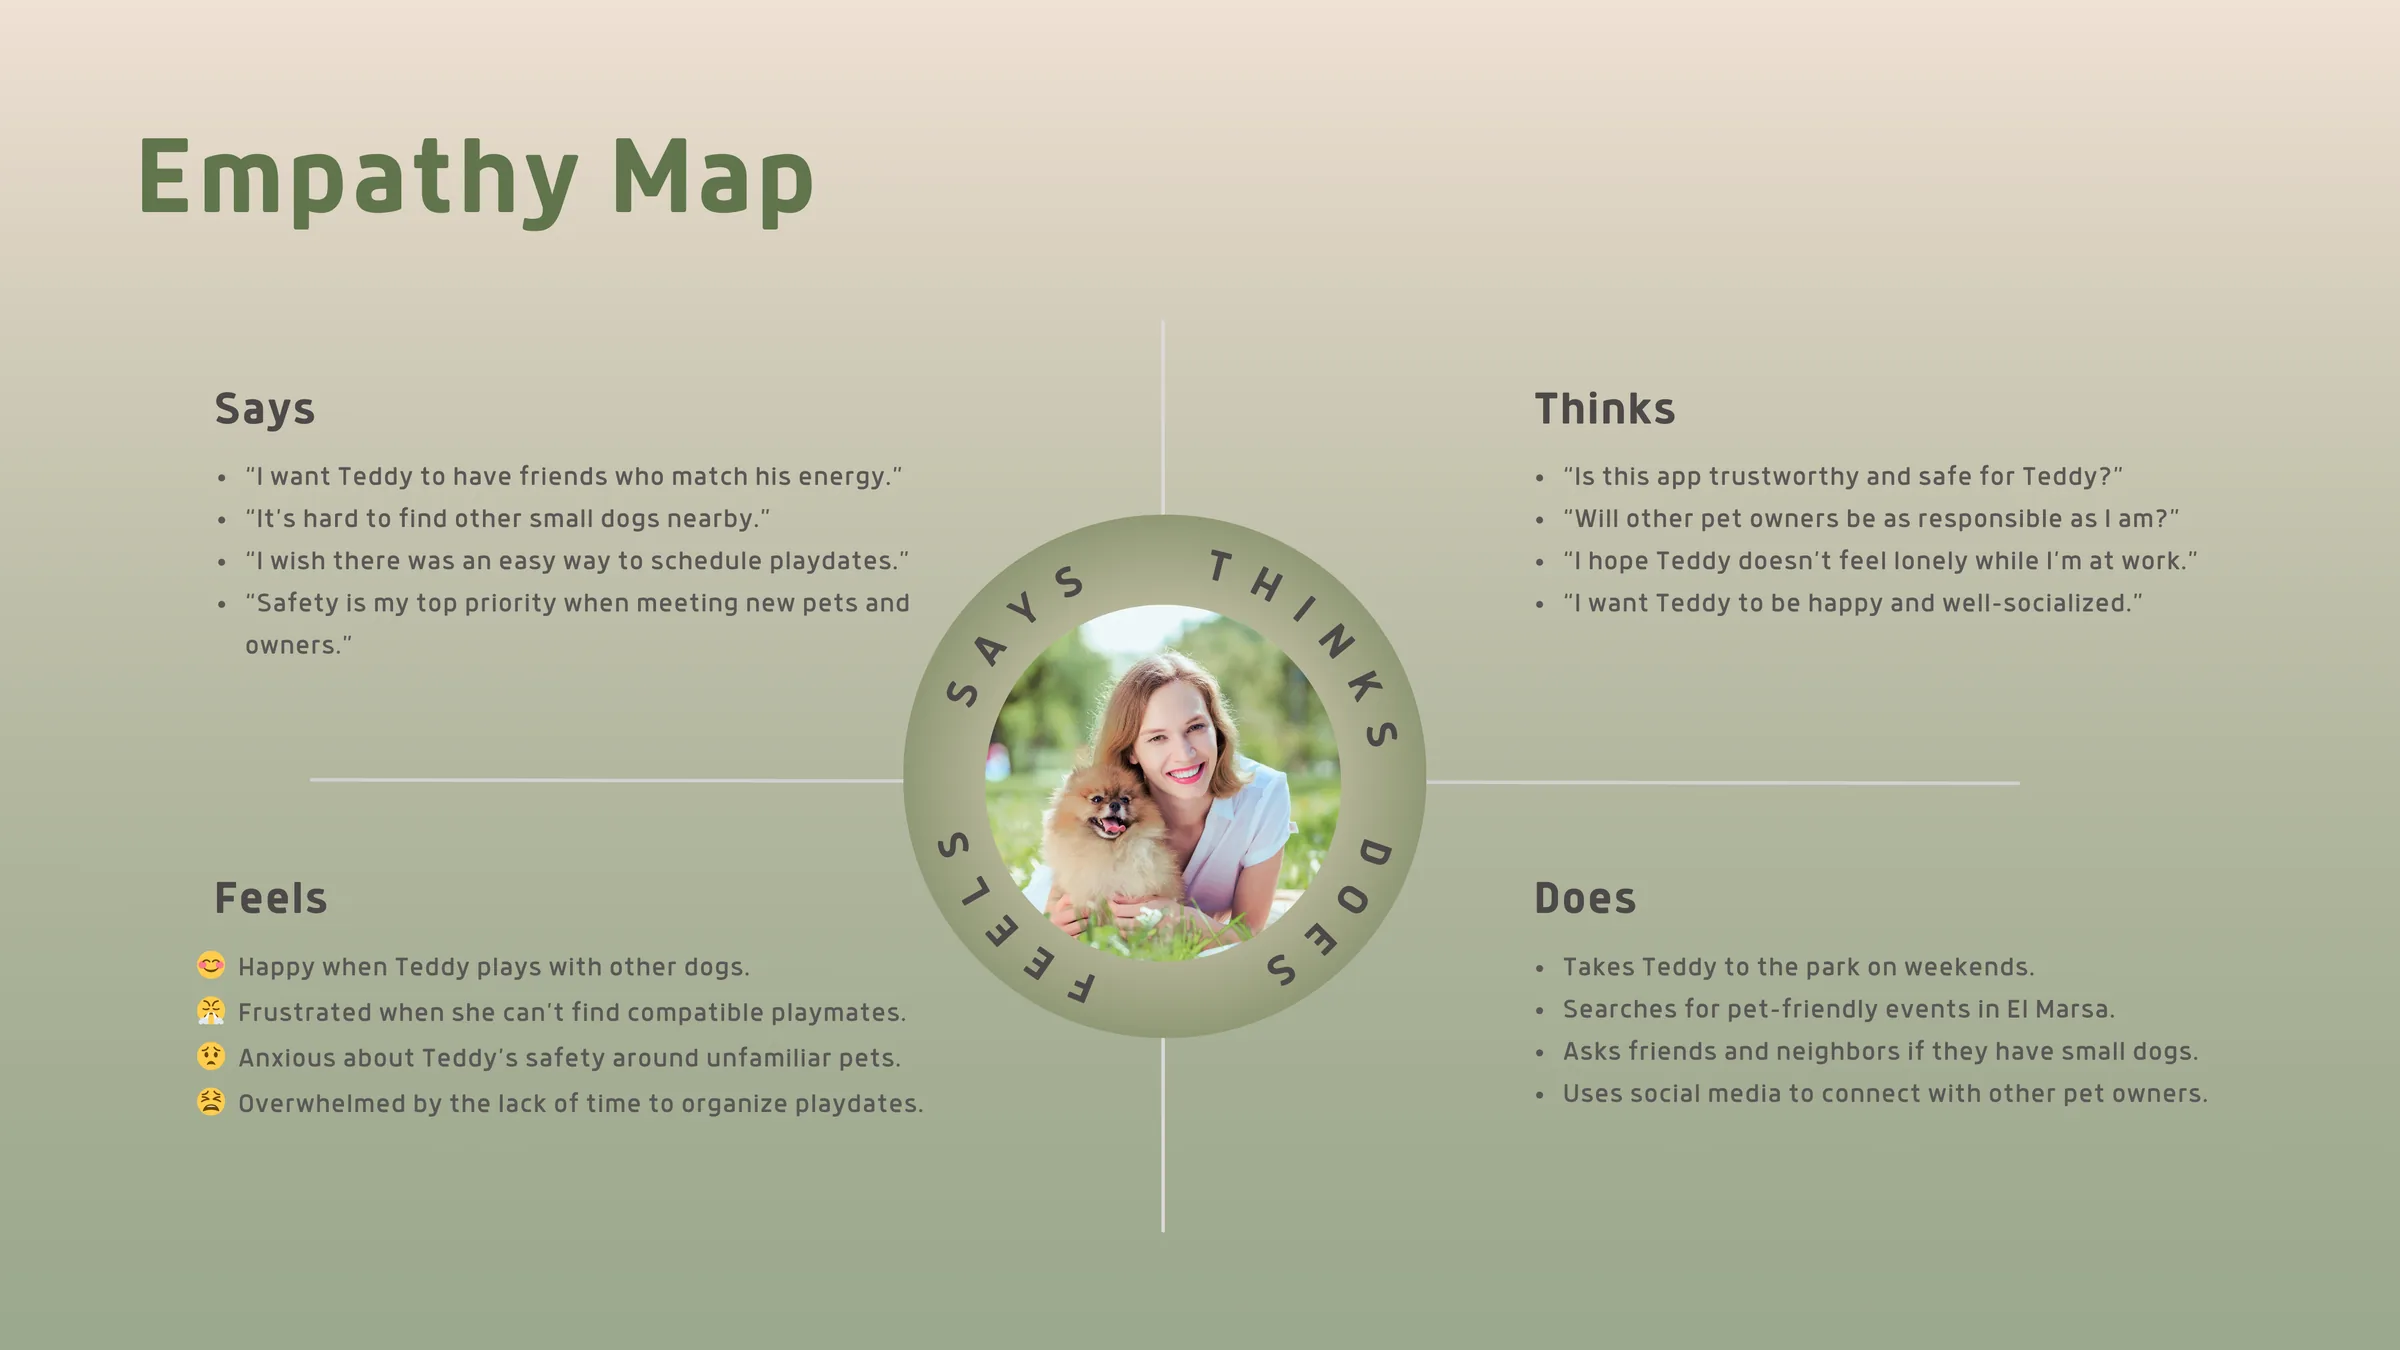 Empathy Map
Says
• “I want Teddy to have friends who match his energy.”
• “It’s hard to find other small dogs nearby.”
• “I wish there was an easy way to schedule playdates.”
• “Safety is my top priority when meeting new pets and
owners.”
Thinks
• “Is this app trustworthy and safe for Teddy?”
• “Will other pet owners be as responsible as I am?”
• “I hope Teddy doesn’t feel lonely while I’m at work.”
• “I want Teddy to be happy and well-socialized.”
SAYS
THINKS
FEELS
DOES
Feels
😊 Happy when Teddy plays with other dogs.
😤 Frustrated when she can’t find compatible playmates.
😟 Anxious about Teddy’s safety around unfamiliar pets.
😫 Overwhelmed by the lack of time to organize playdates.
Does
• Takes Teddy to the park on weekends.
• Searches for pet-friendly events in El Marsa.
• Asks friends and neighbors if they have small dogs.
• Uses social media to connect with other pet owners.